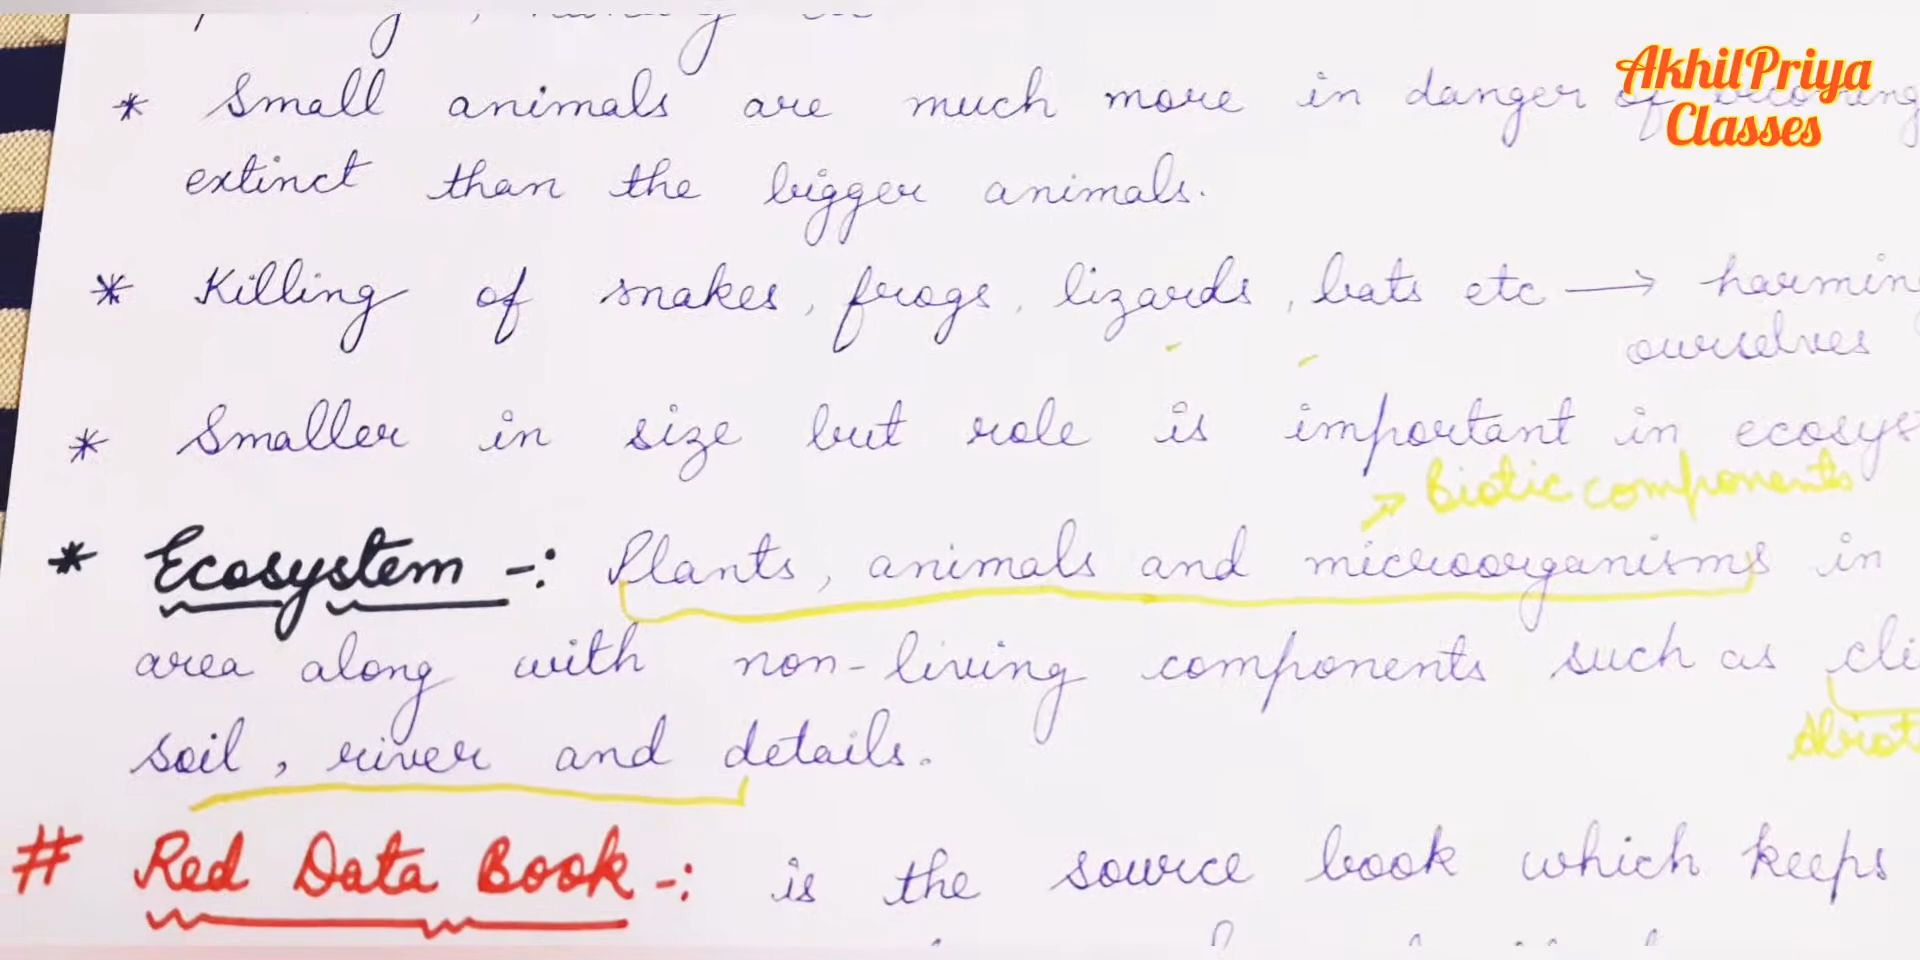 AkhilPriya
Classes
* Small animals are much more in danger of
extinct than the bigger animals.
* Killing of snakes, frogs, lizards, bats etc → harming
ourselves
* Smaller in size but role is important in
→ Biotic components
* Ecosystem -: Plants, animals and microorganisms in
area along with non-living components such as
soil, river and details.
# Red Data Book -: is the source book which keeps